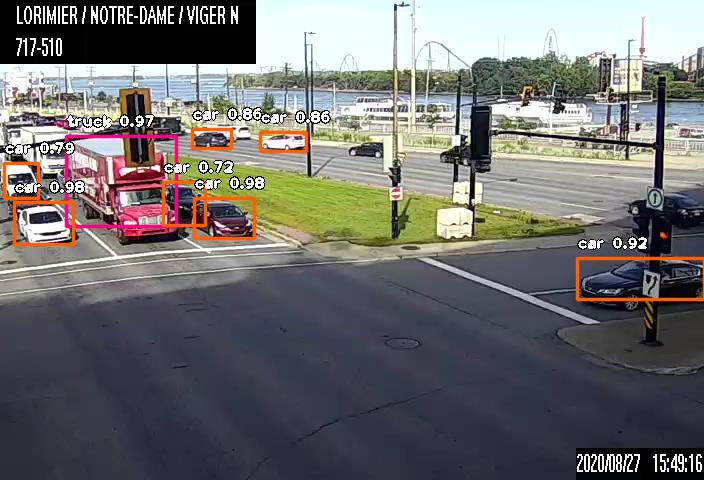 LORIMIER / NOTRE-DAME / VIGER N
717-510
truck 0.97
car 0.86
car 0.86
car 0.79
car 0.72
car 0.98
car 0.98
car 0.92
2020/08/27 15:49:16